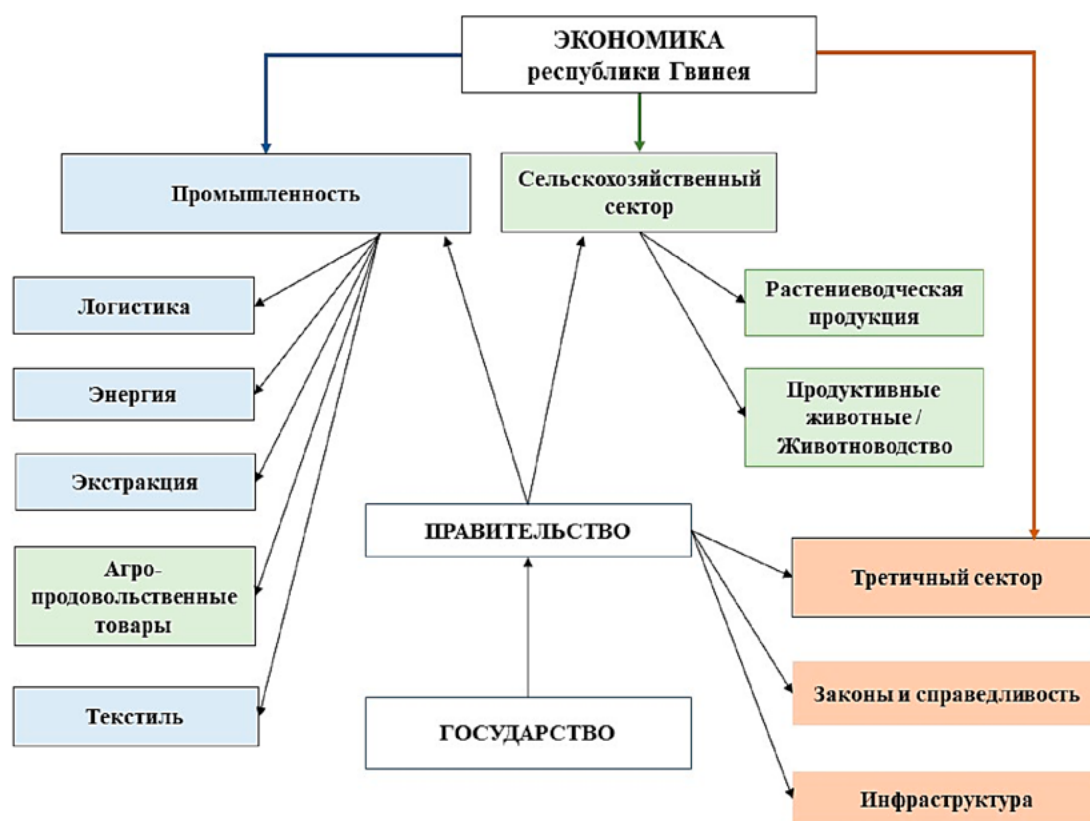 ЭКОНОМИКА
республики Гвинея
Промышленность
Сельскохозяйственный
сектор
Логистика
Растениеводческая
продукция
Энергия
Продуктивные
животные /
Животноводство
Экстракция
ПРАВИТЕЛЬСТВО
Агро-
продовольственные
товары
Третичный сектор
Текстиль
ГОСУДАРСТВО
Законы и справедливость
Инфраструктура